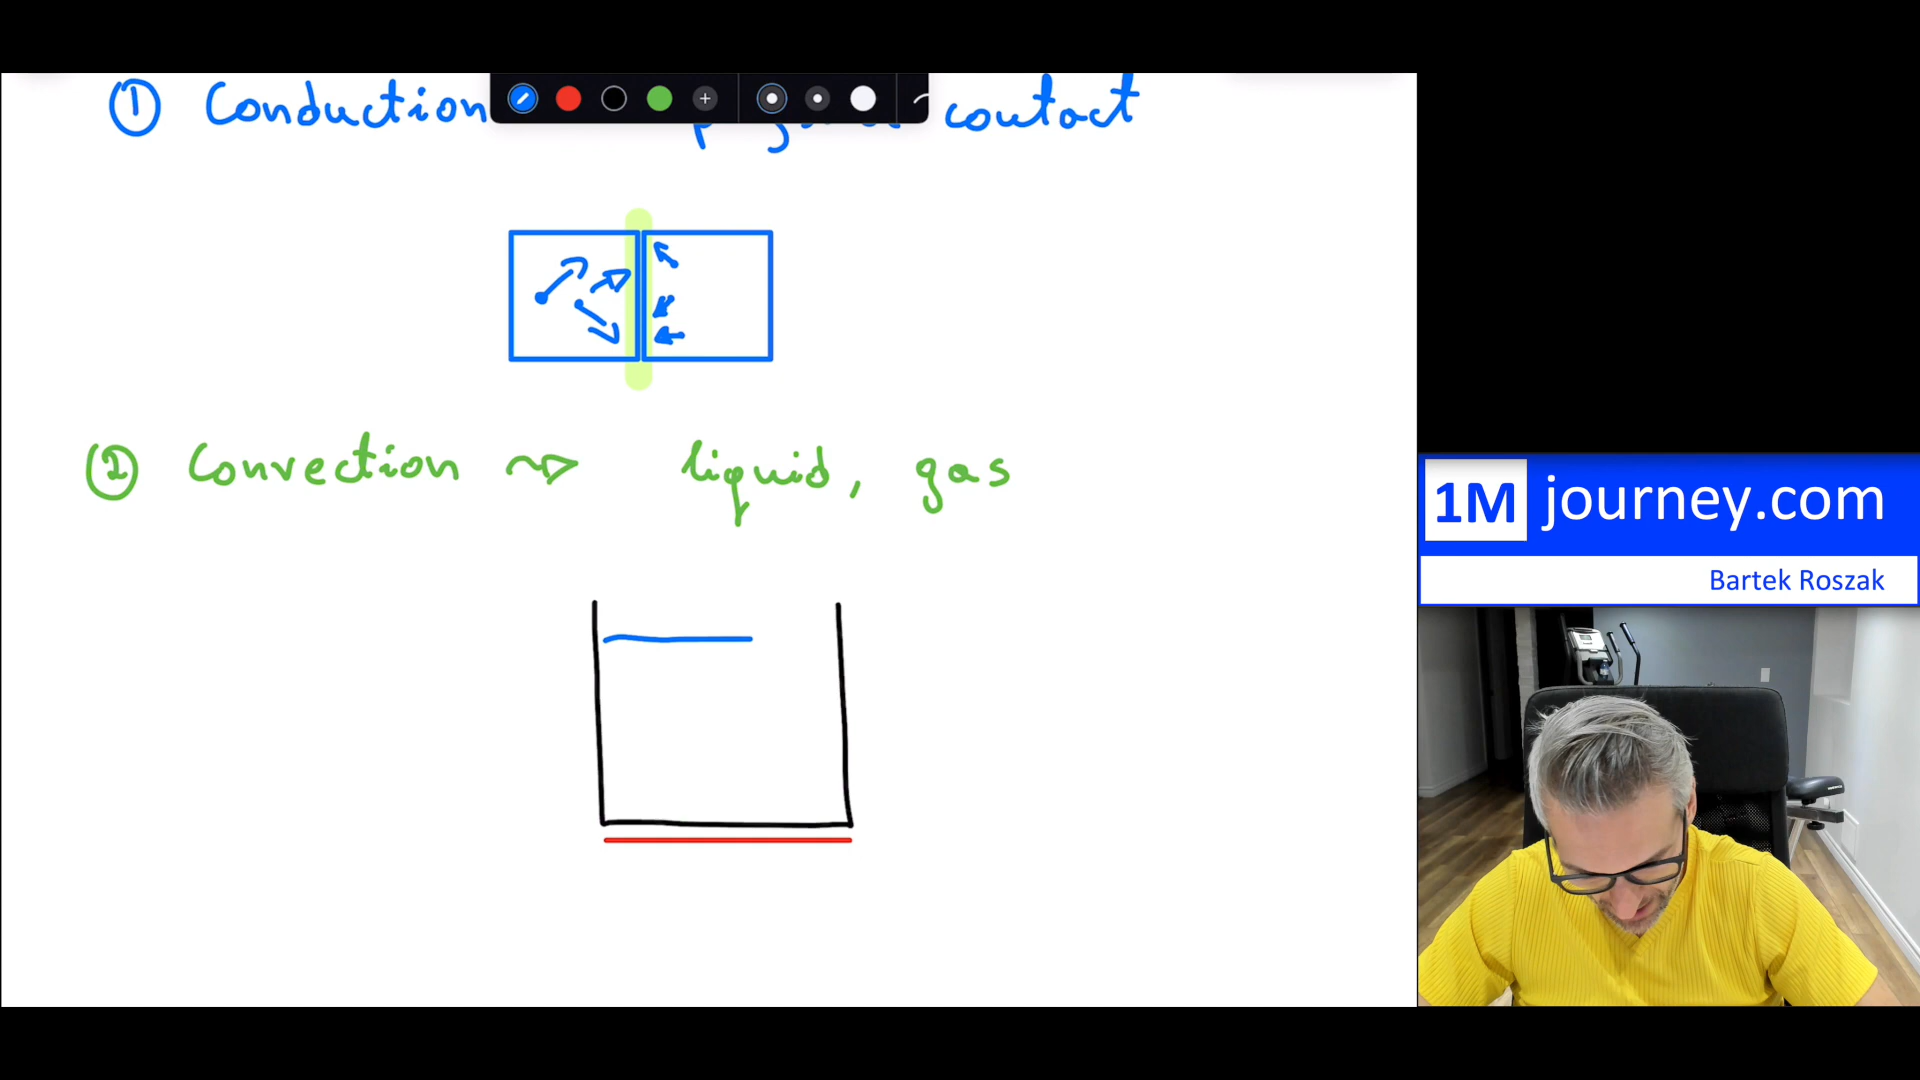 ① Conduction contact
② Convection ⤳ liquid, gas
1M journey.com
Bartek Roszak